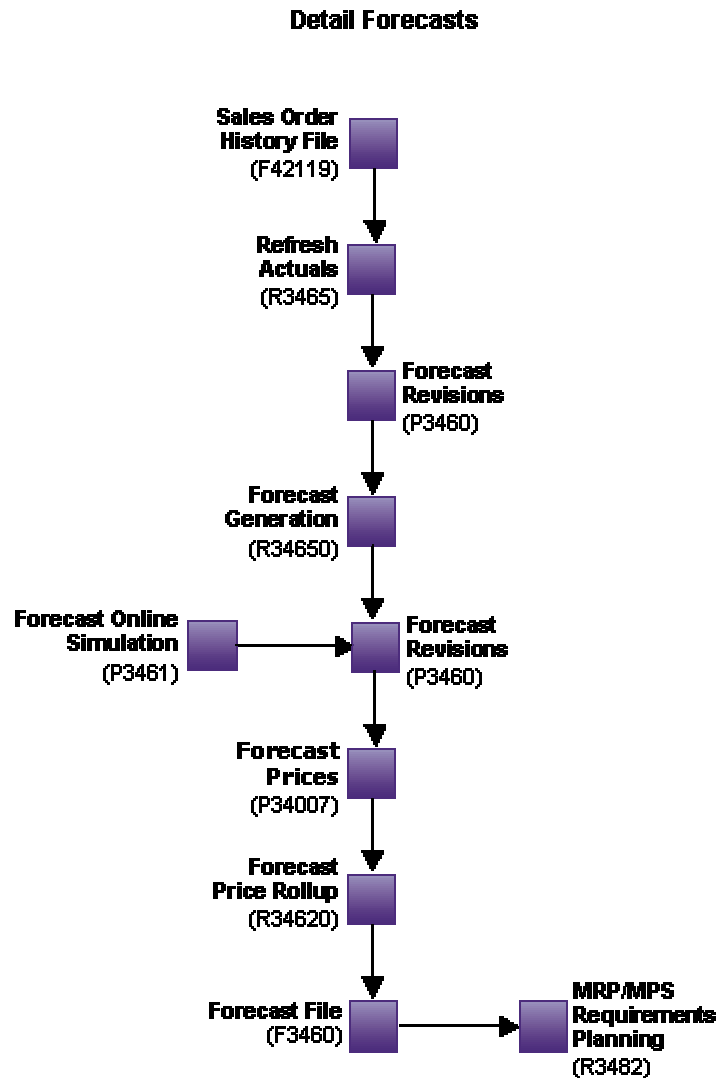 Detail Forecasts
Sales Order
History File
(F42119)
Refresh
Actuals
(R3465)
Forecast
Revisions
(P3460)
Forecast
Generation
(R34650)
Forecast Online
Simulation
(P3461)
Forecast
Revisions
(P3460)
Forecast
Prices
(P34007)
Forecast
Price Rollup
(R34620)
Forecast File
(F3460)
MRP/MPS
Requirements
Planning
(R3482)